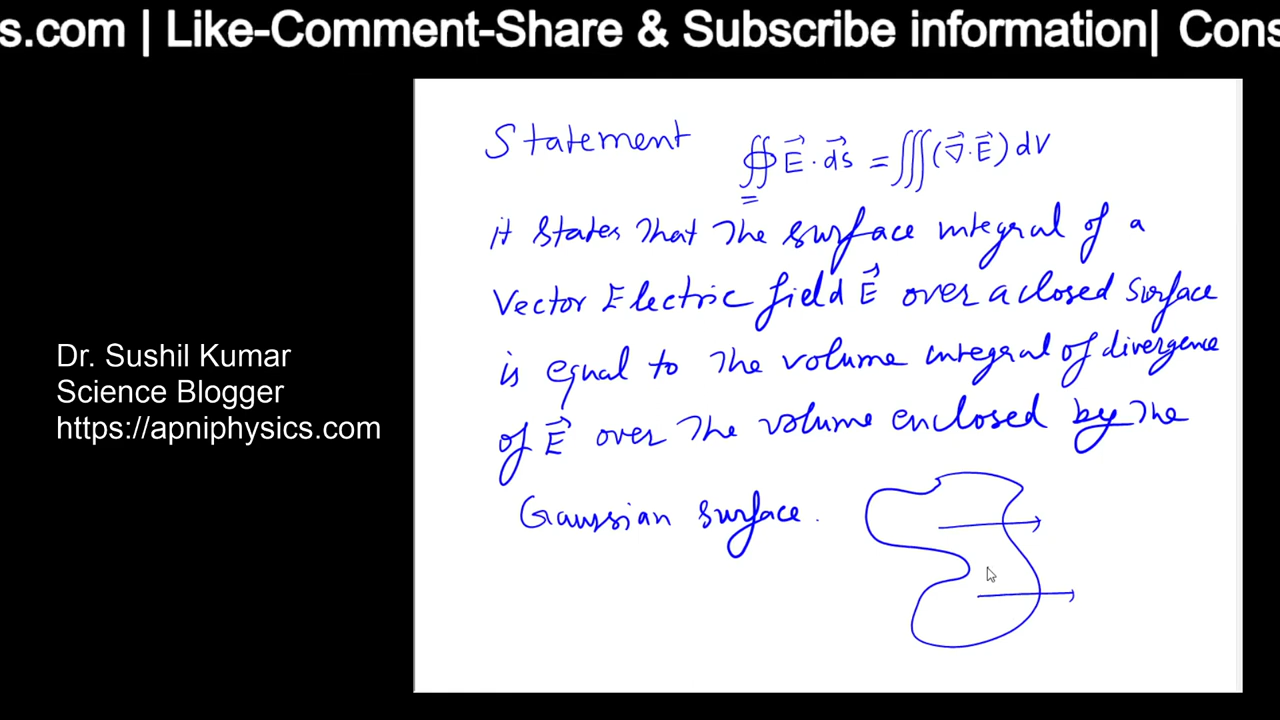 s.com | Like-Comment-Share & Subscribe information| Cons
Statement ∯ E⃗ · d⃗s = ∭(∇⃗·E⃗) dV
it states that the surface integral of a
Vector Electric field E⃗ over a closed surface
is equal to the volume integral of divergence
of E⃗ over the volume enclosed by the
Gaussian surface.
Dr. Sushil Kumar
Science Blogger
https://apniphysics.com